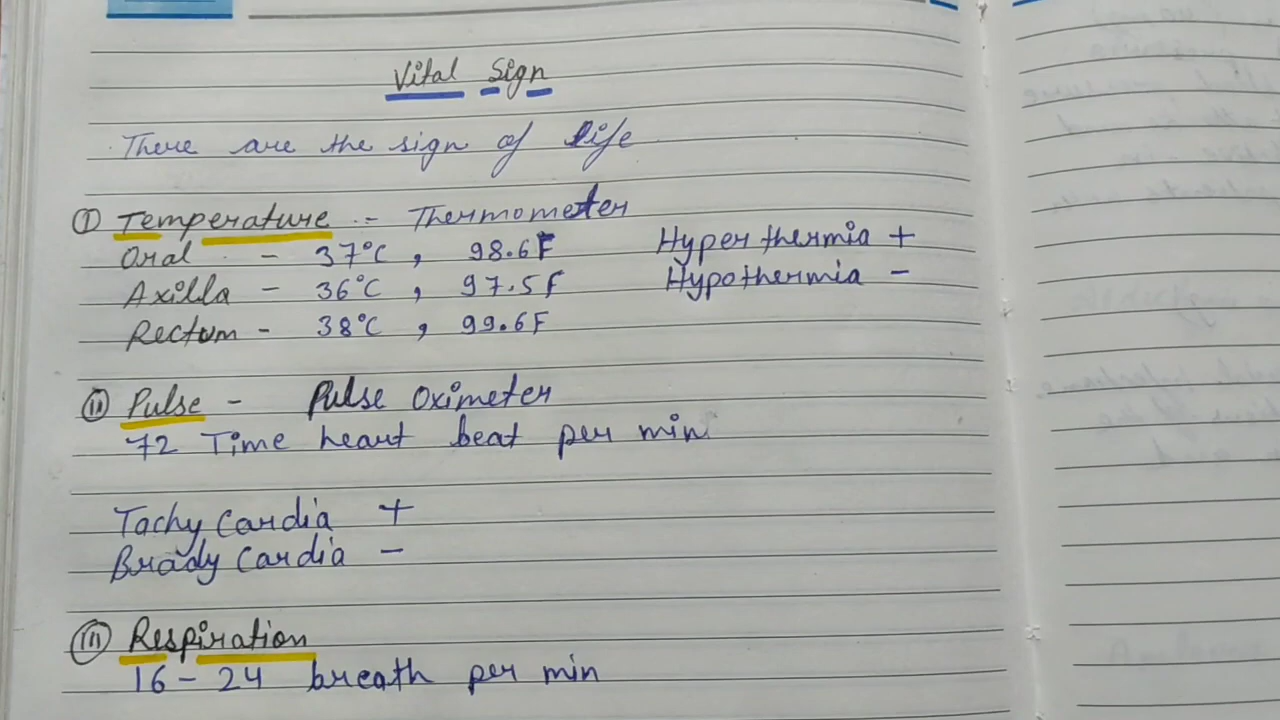 Vital Sign
There are the sign of life
(i) Temperature :- Thermometer
Oral - 37°C , 98.6F Hyperthermia +
Axilla - 36°C , 97.5F Hypothermia -
Rectum - 38°C , 99.6F
(ii) Pulse - Pulse Oximeter
72 Time heart beat per min
Tachy Cardia +
Brady Cardia -
(iii) Respiration
16 - 24 breath per min